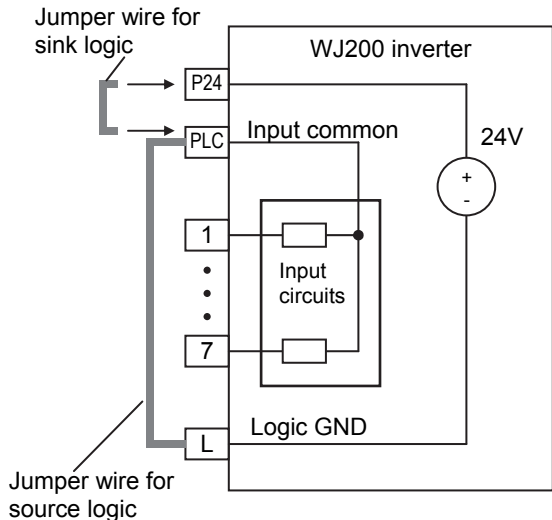 Jumper wire for
sink logic
WJ200 inverter
P24
PLC
Input common
24V
+
-
1
Input
circuits
7
L
Logic GND
Jumper wire for
source logic